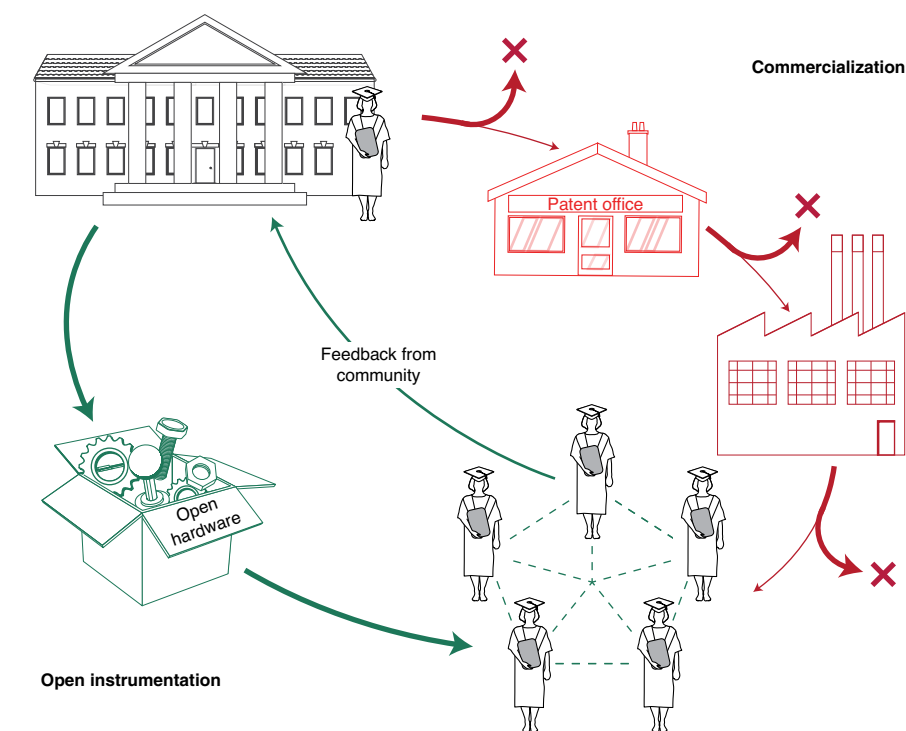 Commercialization
Patent office
Feedback from
community
Open
hardware
Open instrumentation